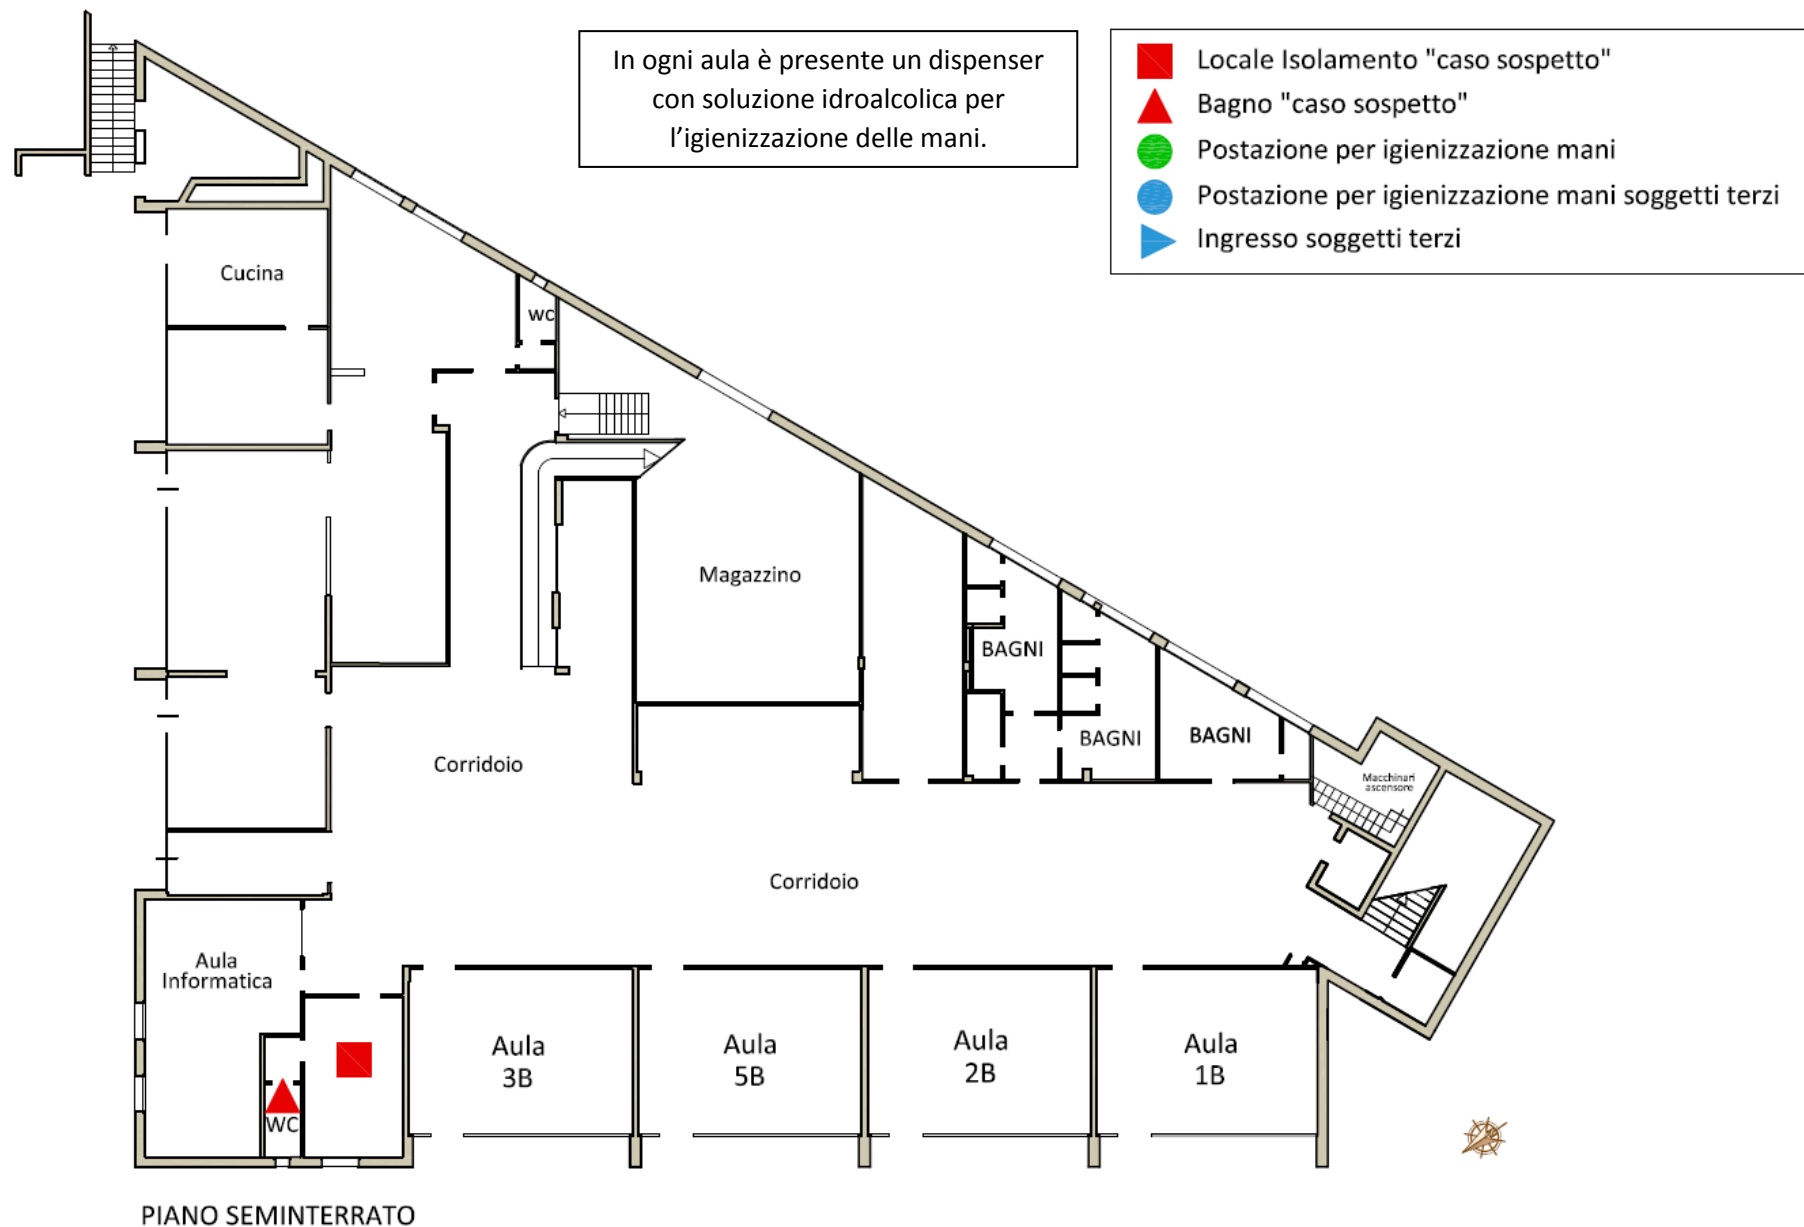 In ogni aula è presente un dispenser
con soluzione idroalcolica per
l'igienizzazione delle mani.
Locale Isolamento "caso sospetto"
Bagno "caso sospetto"
Postazione per igienizzazione mani
Postazione per igienizzazione mani soggetti terzi
Ingresso soggetti terzi
Cucina
wc
Magazzino
BAGNI
BAGNI
BAGNI
Corridoio
Macchinari
ascensore
Corridoio
Aula
Informatica
Aula
3B
Aula
5B
Aula
2B
Aula
1B
WC
PIANO SEMINTERRATO